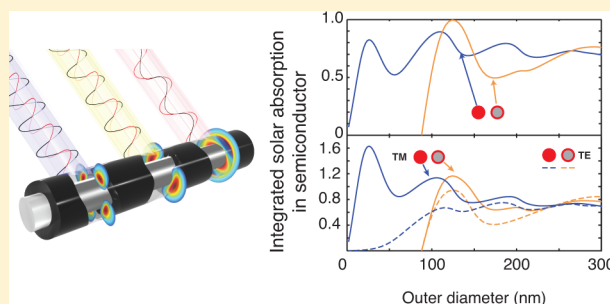 Integrated solar absorption
in semiconductor
1.0
0.5
0
1.6
1.2
0.8
0.4
TM
TE
0
100
200
300
Outer diameter (nm)